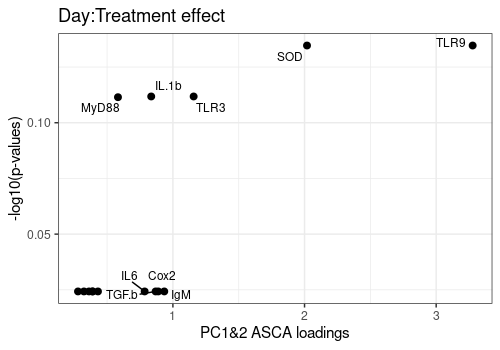 Day:Treatment effect
TLR9
SOD
IL.1b
MyD88
TLR3
0.10
-log10(p-values)
0.05
IL6
Cox2
TGF.b
IgM
1
2
3
PC1&2 ASCA loadings